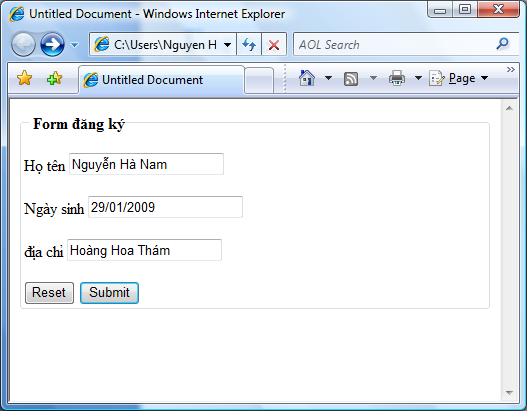 Untitled Document - Windows Internet Explorer
C:\Users\Nguyen H
AOL Search
Untitled Document
Page
Form đăng ký
Họ tên Nguyễn Hà Nam
Ngày sinh 29/01/2009
địa chỉ Hoàng Hoa Thám
Reset Submit